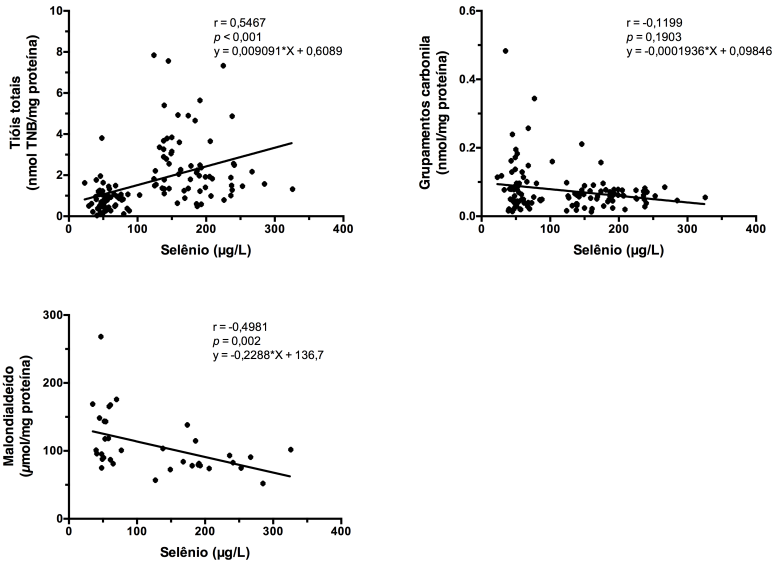 10
8
6
4
2
0
0 100 200 300 400
Tióis totais
(nmol TNB/mg proteína)
Selênio (µg/L)
r = 0,5467
p < 0,001
y = 0,009091*X + 0,6089
0.6
0.4
0.2
0.0
0 100 200 300 400
Grupamentos carbonila
(nmol/mg proteína)
Selênio (µg/L)
r = -0,1199
p = 0,1903
y = -0,0001936*X + 0,09846
300
200
100
0
0 100 200 300 400
Malondialdeído
(µmol/mg proteína)
Selênio (µg/L)
r = -0,4981
p = 0,002
y = -0,2288*X + 136,7